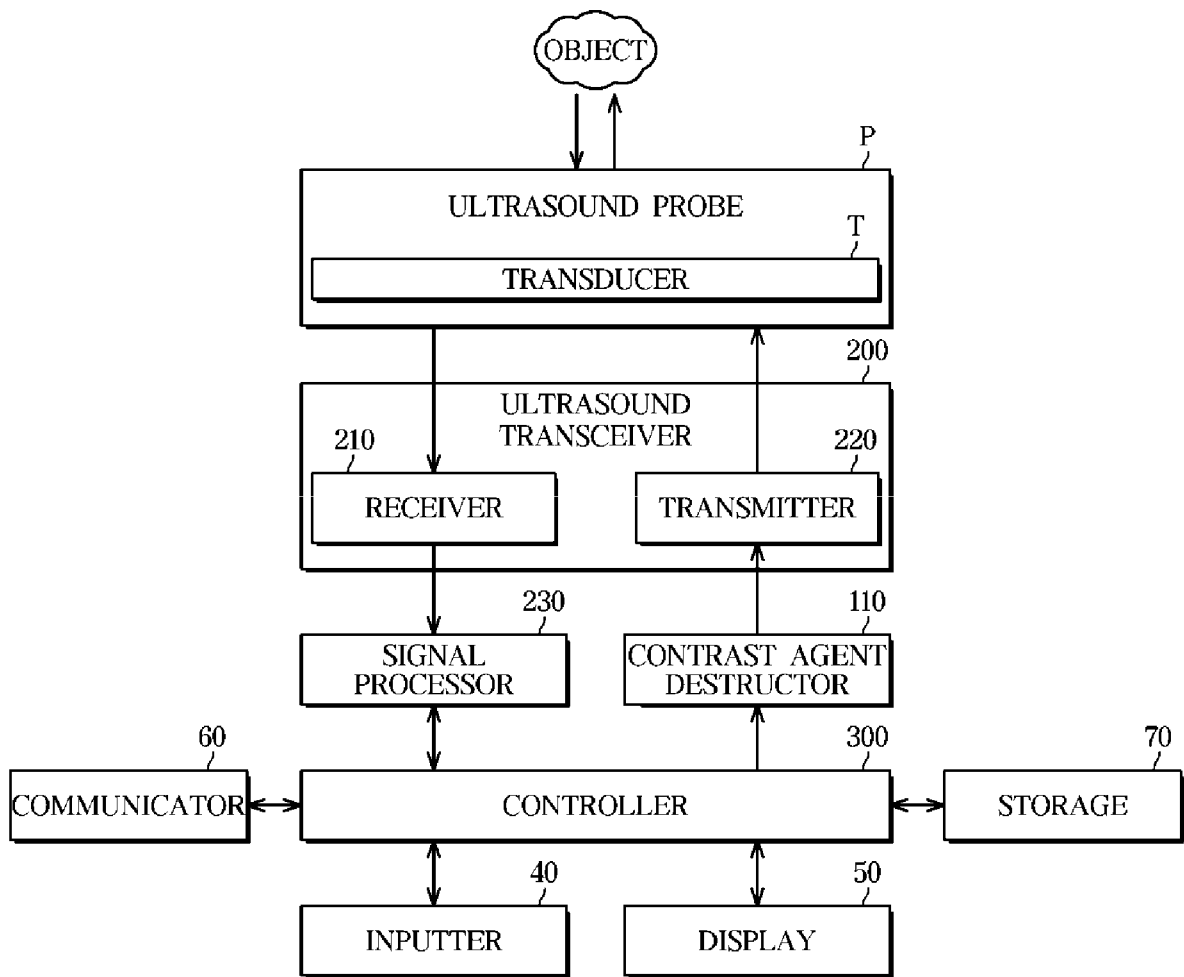 OBJECT
P
ULTRASOUND PROBE
T
TRANSDUCER
200
ULTRASOUND
TRANSCEIVER
210
220
RECEIVER
TRANSMITTER
230
110
SIGNAL
PROCESSOR
CONTRAST AGENT
DESTRUCTOR
60
300
70
COMMUNICATOR
CONTROLLER
STORAGE
40
50
INPUTTER
DISPLAY